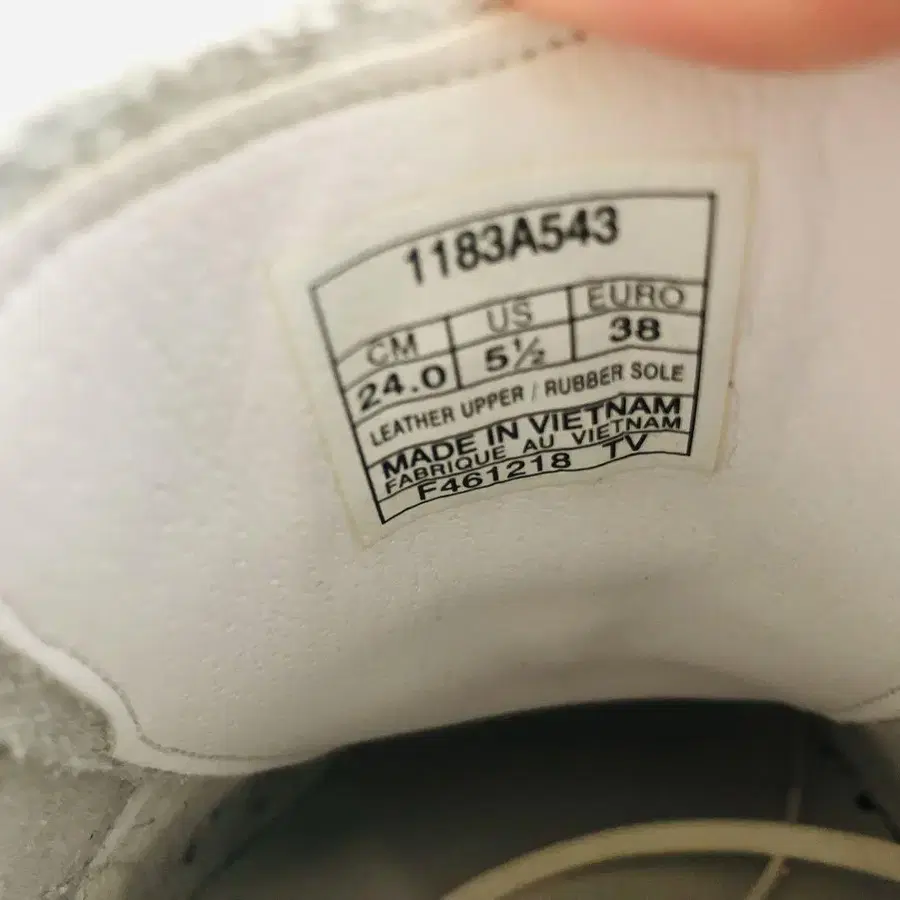 1183A543
CM US EURO
24.0 5½ 38
LEATHER UPPER / RUBBER SOLE
MADE IN VIETNAM
FABRIQUE AU VIETNAM
F461218 TV